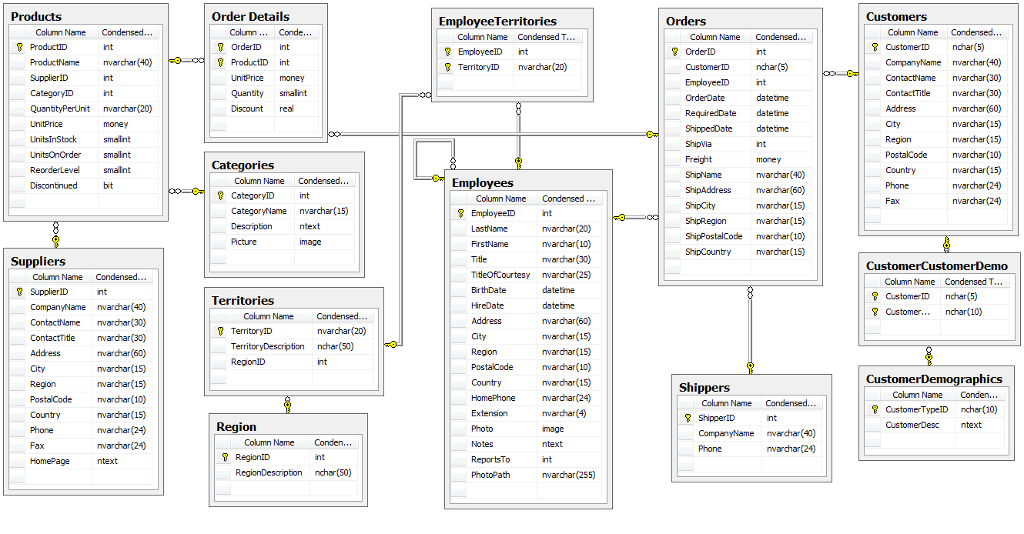 Products
Column Name Condensed...
ProductID int
ProductName nvarchar(40)
SupplierID int
CategoryID int
QuantityPerUnit nvarchar(20)
UnitPrice money
UnitsInStock smallint
UnitsOnOrder smallint
ReorderLevel smallint
Discontinued bit
Suppliers
Column Name Condensed...
SupplierID int
CompanyName nvarchar(40)
ContactName nvarchar(30)
ContactTitle nvarchar(30)
Address nvarchar(60)
City nvarchar(15)
Region nvarchar(15)
PostalCode nvarchar(10)
Country nvarchar(15)
Phone nvarchar(24)
Fax nvarchar(24)
HomePage ntext
Order Details
Column ... Conde...
OrderID int
ProductID int
UnitPrice money
Quantity smallint
Discount real
Categories
Column Name Condensed...
CategoryID int
CategoryName nvarchar(15)
Description ntext
Picture image
Territories
Column Name Condensed...
TerritoryID nvarchar(20)
TerritoryDescription nchar(50)
RegionID int
Region
Column Name Conden...
RegionID int
RegionDescription nchar(50)
EmployeeTerritories
Column Name Condensed T...
EmployeeID int
TerritoryID nvarchar(20)
Employees
Column Name Condensed ...
EmployeeID int
LastName nvarchar(20)
FirstName nvarchar(10)
Title nvarchar(30)
TitleOfCourtesy nvarchar(25)
BirthDate datetime
HireDate datetime
Address nvarchar(60)
City nvarchar(15)
Region nvarchar(15)
PostalCode nvarchar(10)
Country nvarchar(15)
HomePhone nvarchar(24)
Extension nvarchar(4)
Photo image
Notes ntext
ReportsTo int
PhotoPath nvarchar(255)
Orders
Column Name Condensed...
OrderID int
CustomerID nchar(5)
EmployeeID int
OrderDate datetime
RequiredDate datetime
ShippedDate datetime
ShipVia int
Freight money
ShipName nvarchar(40)
ShipAddress nvarchar(60)
ShipCity nvarchar(15)
ShipRegion nvarchar(15)
ShipPostalCode nvarchar(10)
ShipCountry nvarchar(15)
Shippers
Column Name Condensed...
ShipperID int
CompanyName nvarchar(40)
Phone nvarchar(24)
Customers
Column Name Condensed...
CustomerID nchar(5)
CompanyName nvarchar(40)
ContactName nvarchar(30)
ContactTitle nvarchar(30)
Address nvarchar(60)
City nvarchar(15)
Region nvarchar(15)
PostalCode nvarchar(10)
Country nvarchar(15)
Phone nvarchar(24)
Fax nvarchar(24)
CustomerCustomerDemo
Column Name Condensed T...
CustomerID nchar(5)
Customer... nchar(10)
CustomerDemographics
Column Name Condens...
CustomerTypeID nchar(10)
CustomerDesc ntext